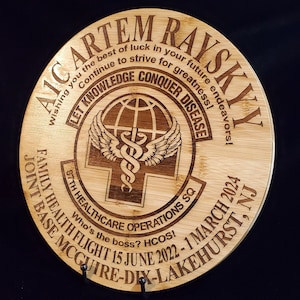 A1C ARTEM RAYSKYY
Wishing you the best of luck in your future endeavors!
Continue to strive for greatness!
LET KNOWLEDGE CONQUER DISEASE
87TH HEALTHCARE OPERATIONS SQ
Who's the boss? HCOS!
FAMILY HEALTH FLIGHT 15 JUNE 2022 - 1 MARCH 2024
JOINT BASE MCGUIRE-DIX-LAKEHURST, NJ